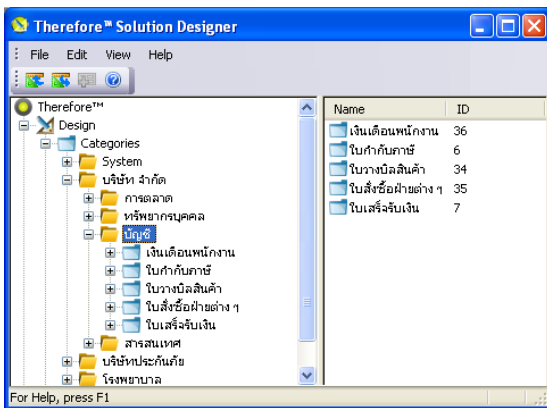 Therefore™ Solution Designer
File Edit View Help
Therefore™
Design
Categories
System
บริษัท จำกัด
การตลาด
ทรัพยากรบุคคล
บัญชี
เงินเดือนพนักงาน
ใบกำกับภาษี
ใบวางบิลสินค้า
ใบสั่งซื้อฝ่ายต่าง ๆ
ใบเสร็จรับเงิน
สารสนเทศ
บริษัทประกันภัย
โรงพยาบาล
Name ID
เงินเดือนพนักงาน 36
ใบกำกับภาษี 6
ใบวางบิลสินค้า 34
ใบสั่งซื้อฝ่ายต่าง ๆ 35
ใบเสร็จรับเงิน 7
For Help, press F1